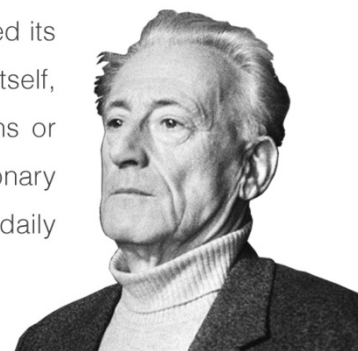 ed its
tself,
ns or
onary
daily